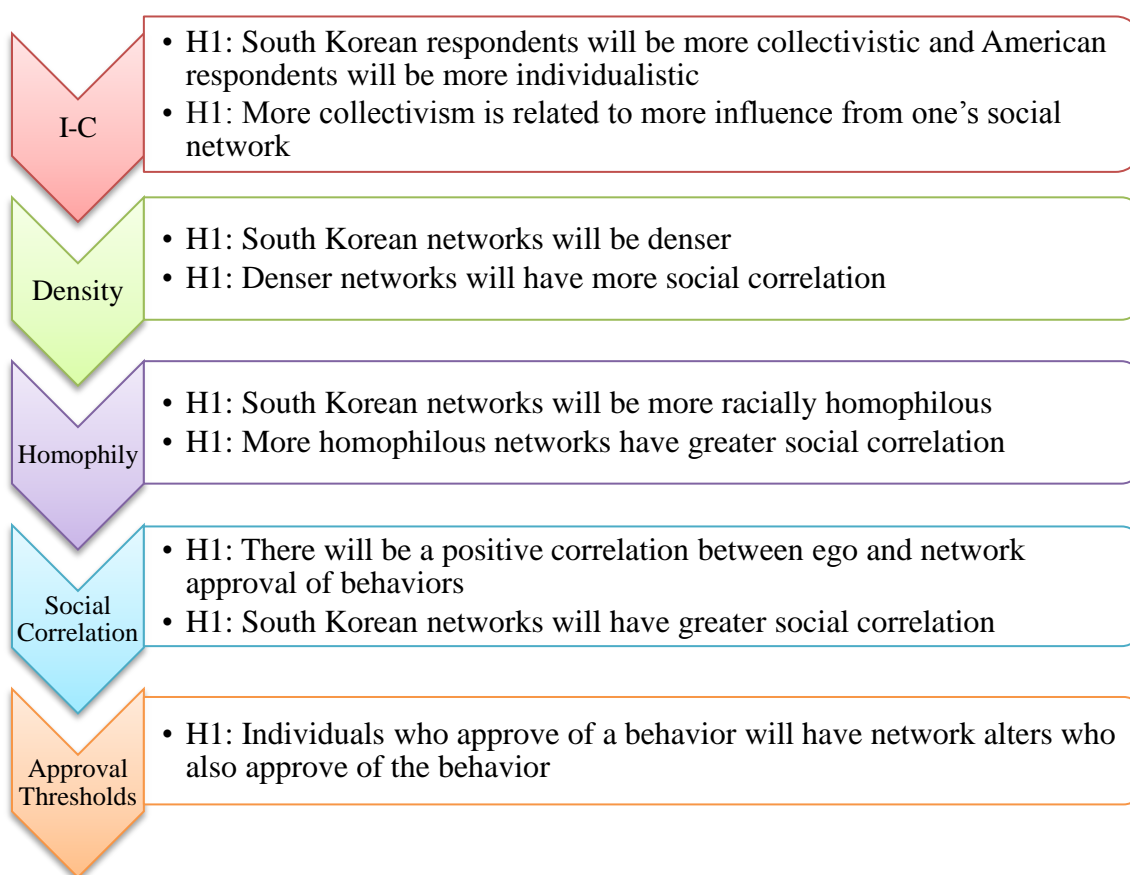 I-C
• H1: South Korean respondents will be more collectivistic and American
respondents will be more individualistic
• H1: More collectivism is related to more influence from one’s social
network
Density
• H1: South Korean networks will be denser
• H1: Denser networks will have more social correlation
Homophily
• H1: South Korean networks will be more racially homophilous
• H1: More homophilous networks have greater social correlation
Social
Correlation
• H1: There will be a positive correlation between ego and network
approval of behaviors
• H1: South Korean networks will have greater social correlation
Approval
Thresholds
• H1: Individuals who approve of a behavior will have network alters who
also approve of the behavior